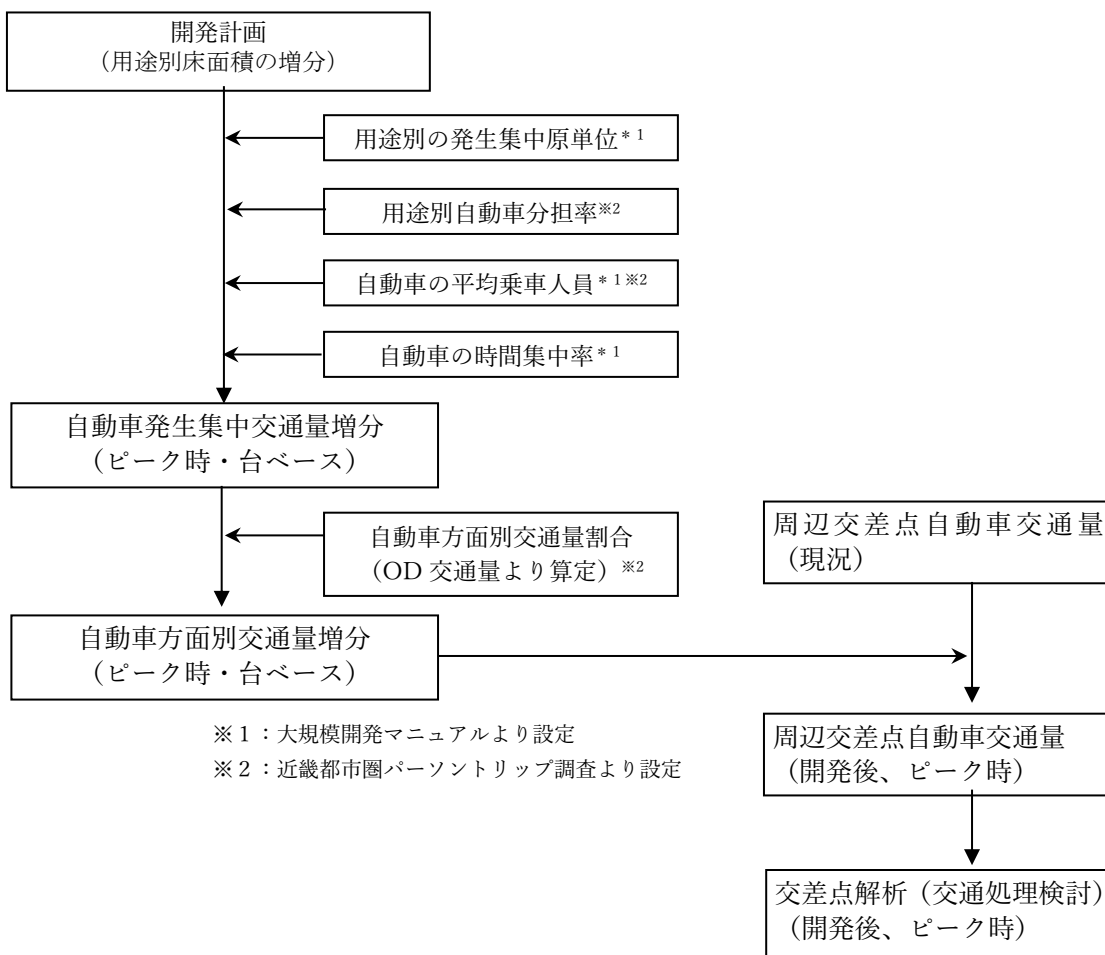 開発計画
（用途別床面積の増分）
用途別の発生集中原単位＊1
用途別自動車分担率※2
自動車の平均乗車人員＊1※2
自動車の時間集中率＊1
自動車発生集中交通量増分
（ピーク時・台ベース）
自動車方面別交通量割合
（OD 交通量より算定）※2
自動車方面別交通量増分
（ピーク時・台ベース）
※１：大規模開発マニュアルより設定
※２：近畿都市圏パーソントリップ調査より設定
周辺交差点自動車交通量
（現況）
周辺交差点自動車交通量
（開発後、ピーク時）
交差点解析（交通処理検討）
（開発後、ピーク時）